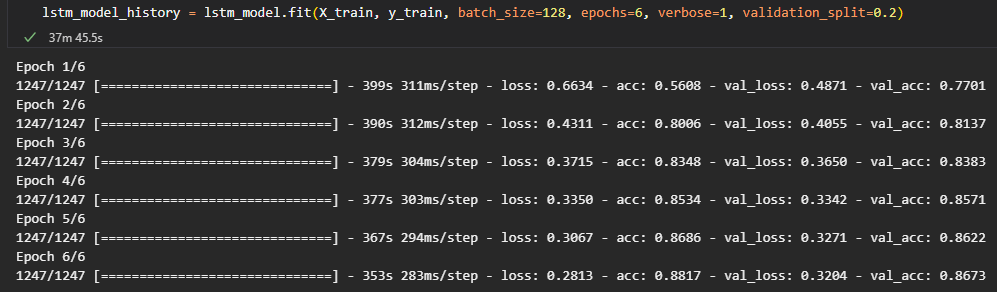 lstm_model_history = lstm_model.fit(X_train, y_train, batch_size=128, epochs=6, verbose=1, validation_split=0.2)
37m 45.5s
Epoch 1/6
1247/1247 [==============================] - 399s 311ms/step - loss: 0.6634 - acc: 0.5608 - val_loss: 0.4871 - val_acc: 0.7701
Epoch 2/6
1247/1247 [==============================] - 390s 312ms/step - loss: 0.4311 - acc: 0.8006 - val_loss: 0.4055 - val_acc: 0.8137
Epoch 3/6
1247/1247 [==============================] - 379s 304ms/step - loss: 0.3715 - acc: 0.8348 - val_loss: 0.3650 - val_acc: 0.8383
Epoch 4/6
1247/1247 [==============================] - 377s 303ms/step - loss: 0.3350 - acc: 0.8534 - val_loss: 0.3342 - val_acc: 0.8571
Epoch 5/6
1247/1247 [==============================] - 367s 294ms/step - loss: 0.3067 - acc: 0.8686 - val_loss: 0.3271 - val_acc: 0.8622
Epoch 6/6
1247/1247 [==============================] - 353s 283ms/step - loss: 0.2813 - acc: 0.8817 - val_loss: 0.3204 - val_acc: 0.8673